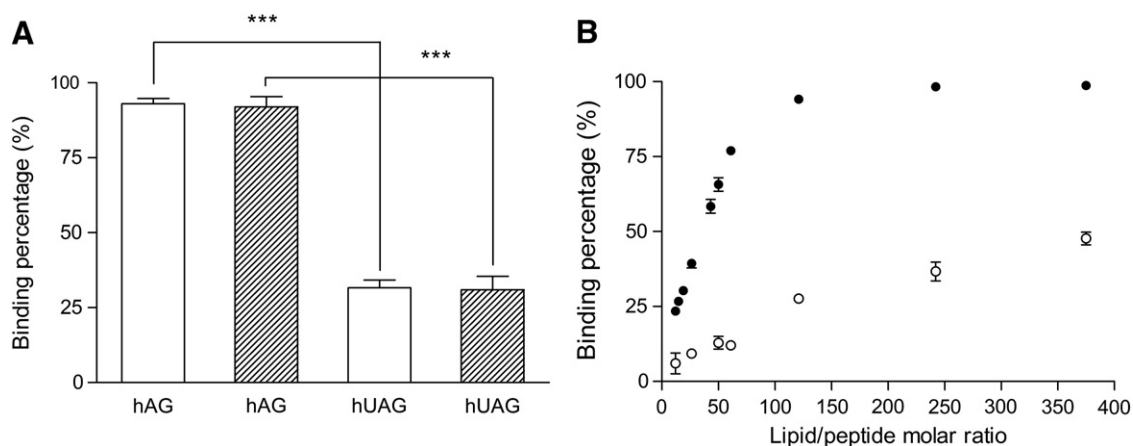 A
***
***
Binding percentage (%)
100
75
50
25
0
hAG
hAG
hUAG
hUAG
B
Binding percentage (%)
100
75
50
25
0
0
50
100
150
200
250
300
350
400
Lipid/peptide molar ratio